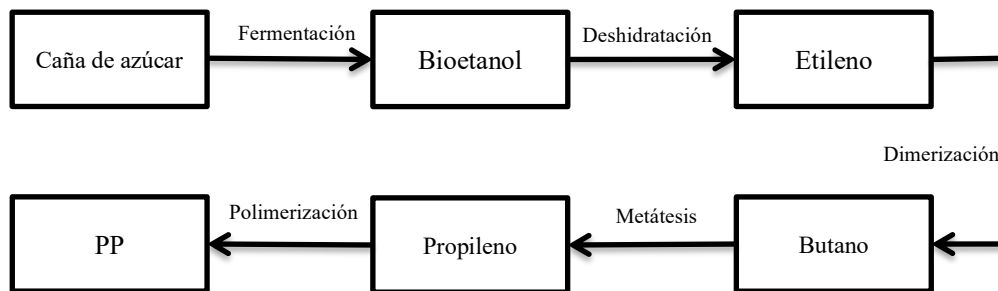 Caña de azúcar
Fermentación
Bioetanol
Deshidratación
Etileno
Dimerización
Butano
Metátesis
Propileno
Polimerización
PP